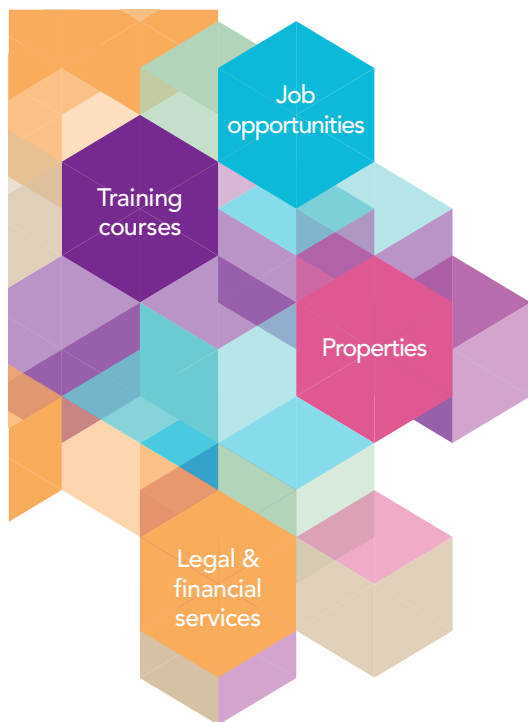 Job
opportunities
Training
courses
Properties
Legal &
financial
services